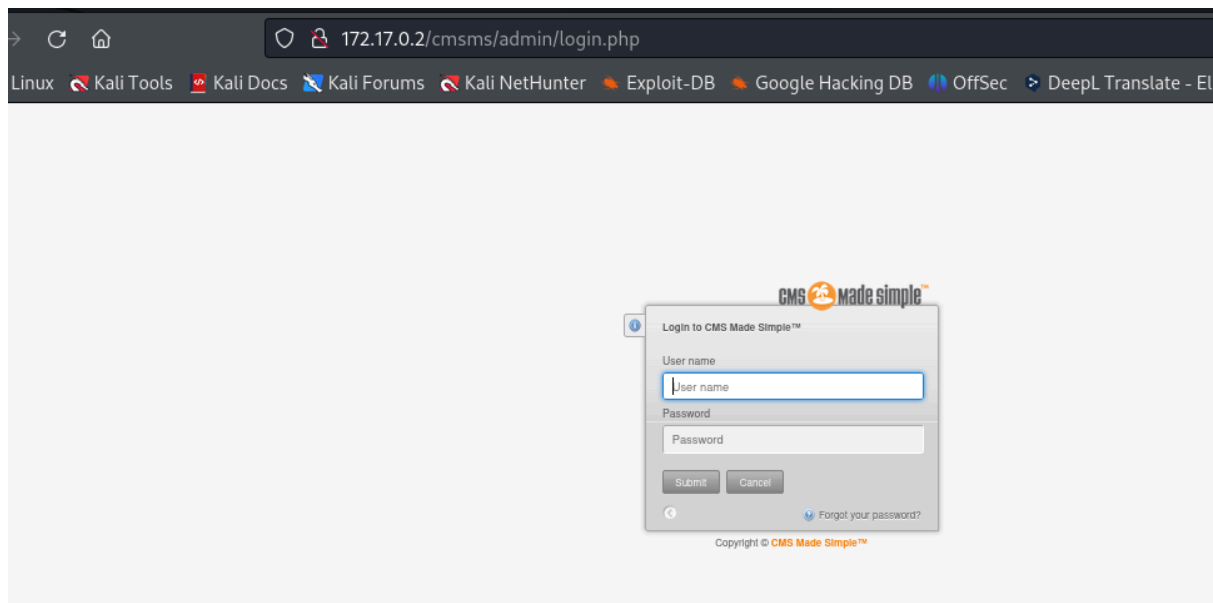 172.17.0.2/cmsms/admin/login.php
Linux Kali Tools Kali Docs Kali Forums Kali NetHunter Exploit-DB Google Hacking DB OffSec DeepL Translate - El
CMS made simple™
Login to CMS Made Simple™
User name
User name
Password
Password
Submit Cancel
Forgot your password?
Copyright © CMS Made Simple™